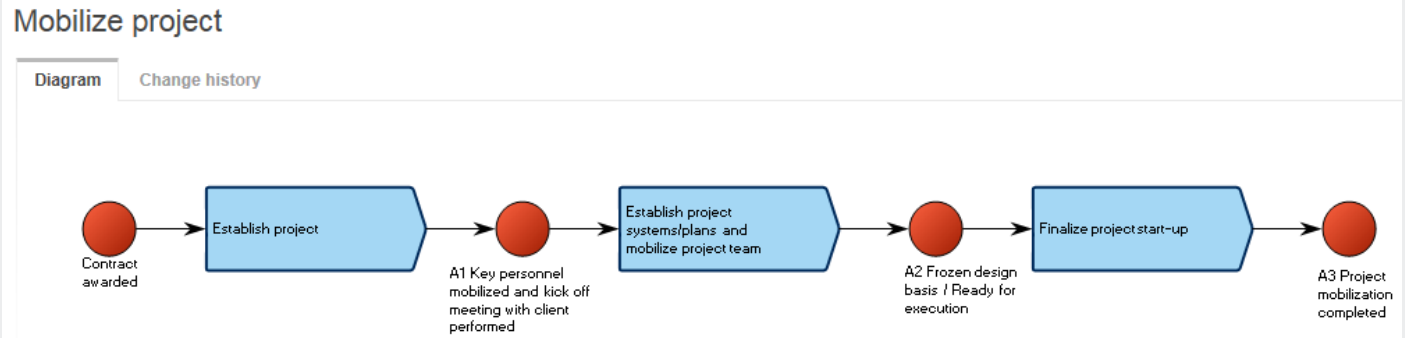 Mobilize project
Diagram
Change history
Contract
awarded
Establish project
A1 Key personnel
mobilized and kick off
meeting with client
performed
Establish project
systems/plans and
mobilize project team
A2 Frozen design
basis / Ready for
execution
Finalize project start-up
A3 Project
mobilization
completed